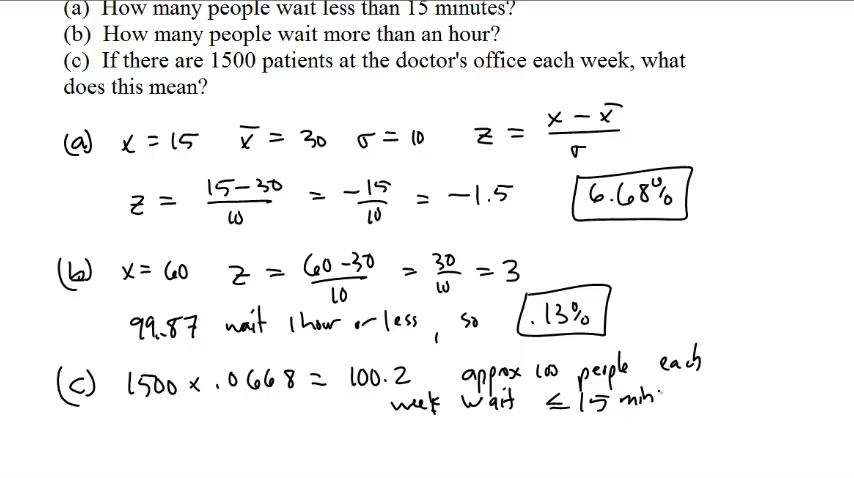 (a) How many people wait less than 15 minutes?
(b) How many people wait more than an hour?
(c) If there are 1500 patients at the doctor's office each week, what
does this mean?
(a) x = 15 x̅ = 30 σ = 10 z = (x - x̅)/σ
z = (15-30)/10 = -15/10 = -1.5 6.68%
(b) x = 60 z = (60-30)/10 = 30/10 = 3
99.87 wait 1 hour or less, so .13%
(c) 1500 x .0668 = 100.2 approx 100 people each
week wait ≤ 15 min.